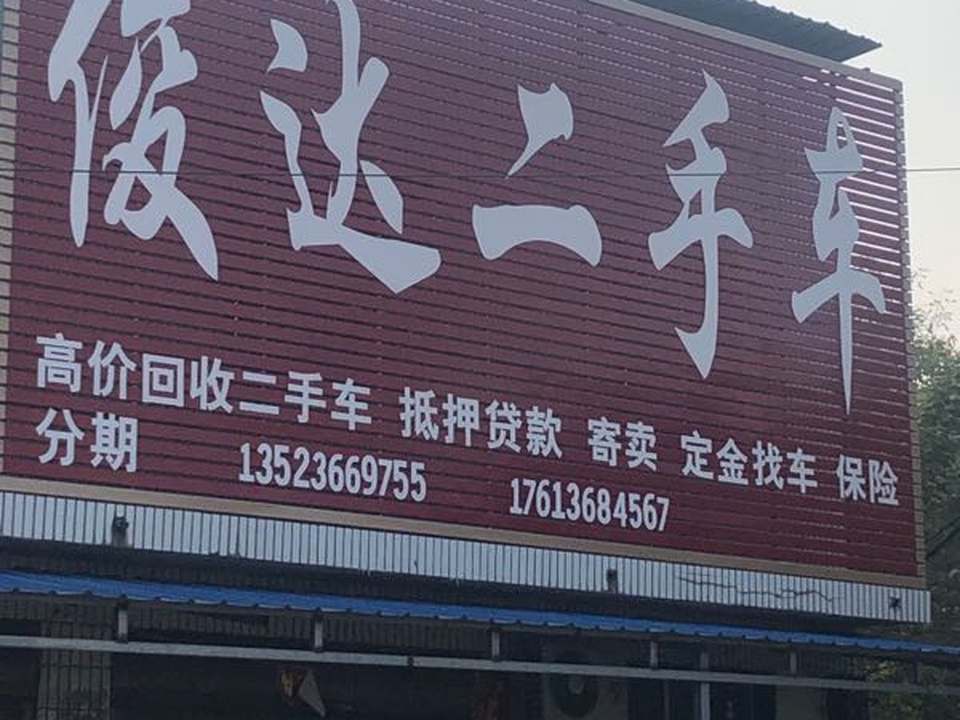 俊达二手车
高价回收二手车 抵押贷款 寄卖 定金找车 保险
分期 13523669755 17613684567